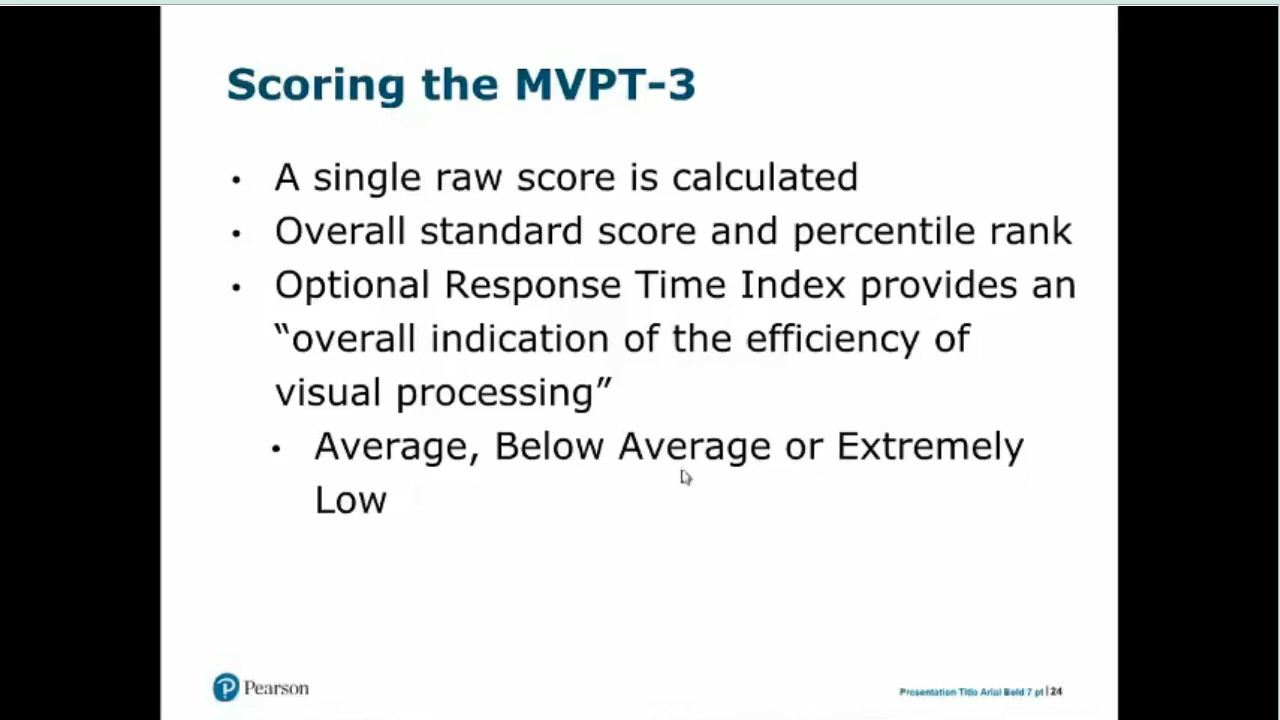 Scoring the MVPT-3
• A single raw score is calculated
• Overall standard score and percentile rank
• Optional Response Time Index provides an
“overall indication of the efficiency of
visual processing”
• Average, Below Average or Extremely
Low
Pearson
Presentation Title Arial Bold 7 pt | 24